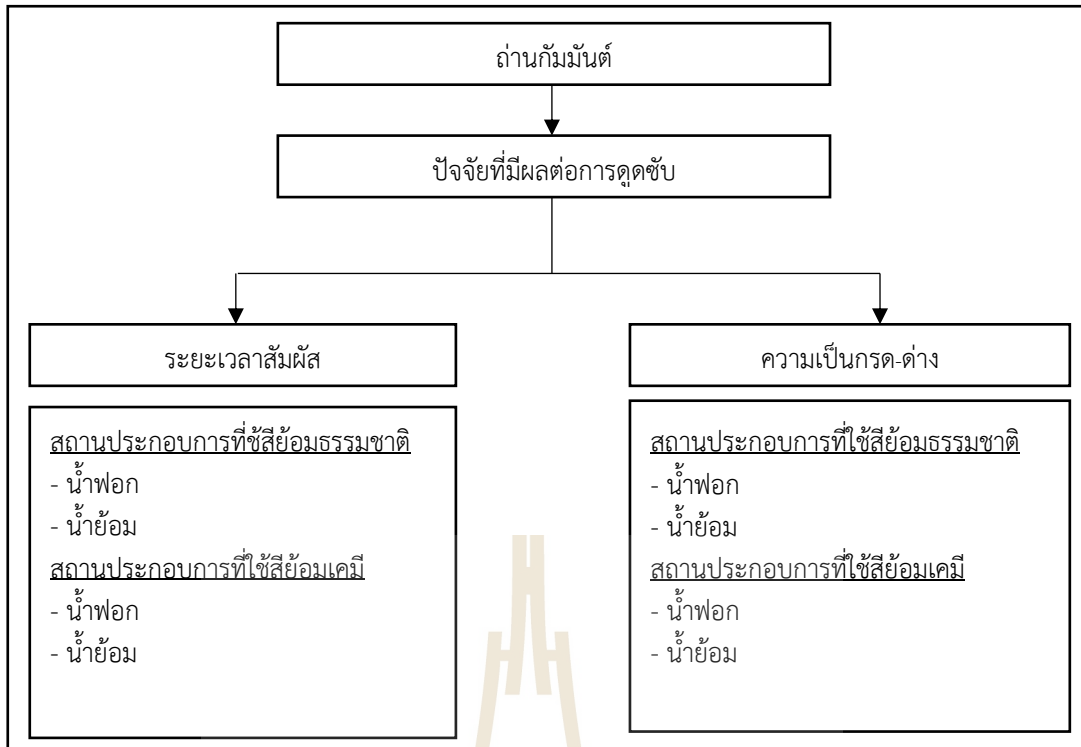 ถ่านกัมมันต์
ปัจจัยที่มีผลต่อการดูดซับ
ระยะเวลาสัมผัส
สถานประกอบการที่ช้สีย้อมธรรมชาติ
- น้ำฟอก
- น้ำย้อม
สถานประกอบการที่ใช้สีย้อมเคมี
- น้ำฟอก
- น้ำย้อม
ความเป็นกรด-ด่าง
สถานประกอบการที่ใช้สีย้อมธรรมชาติ
- น้ำฟอก
- น้ำย้อม
สถานประกอบการที่ใช้สีย้อมเคมี
- น้ำฟอก
- น้ำย้อม